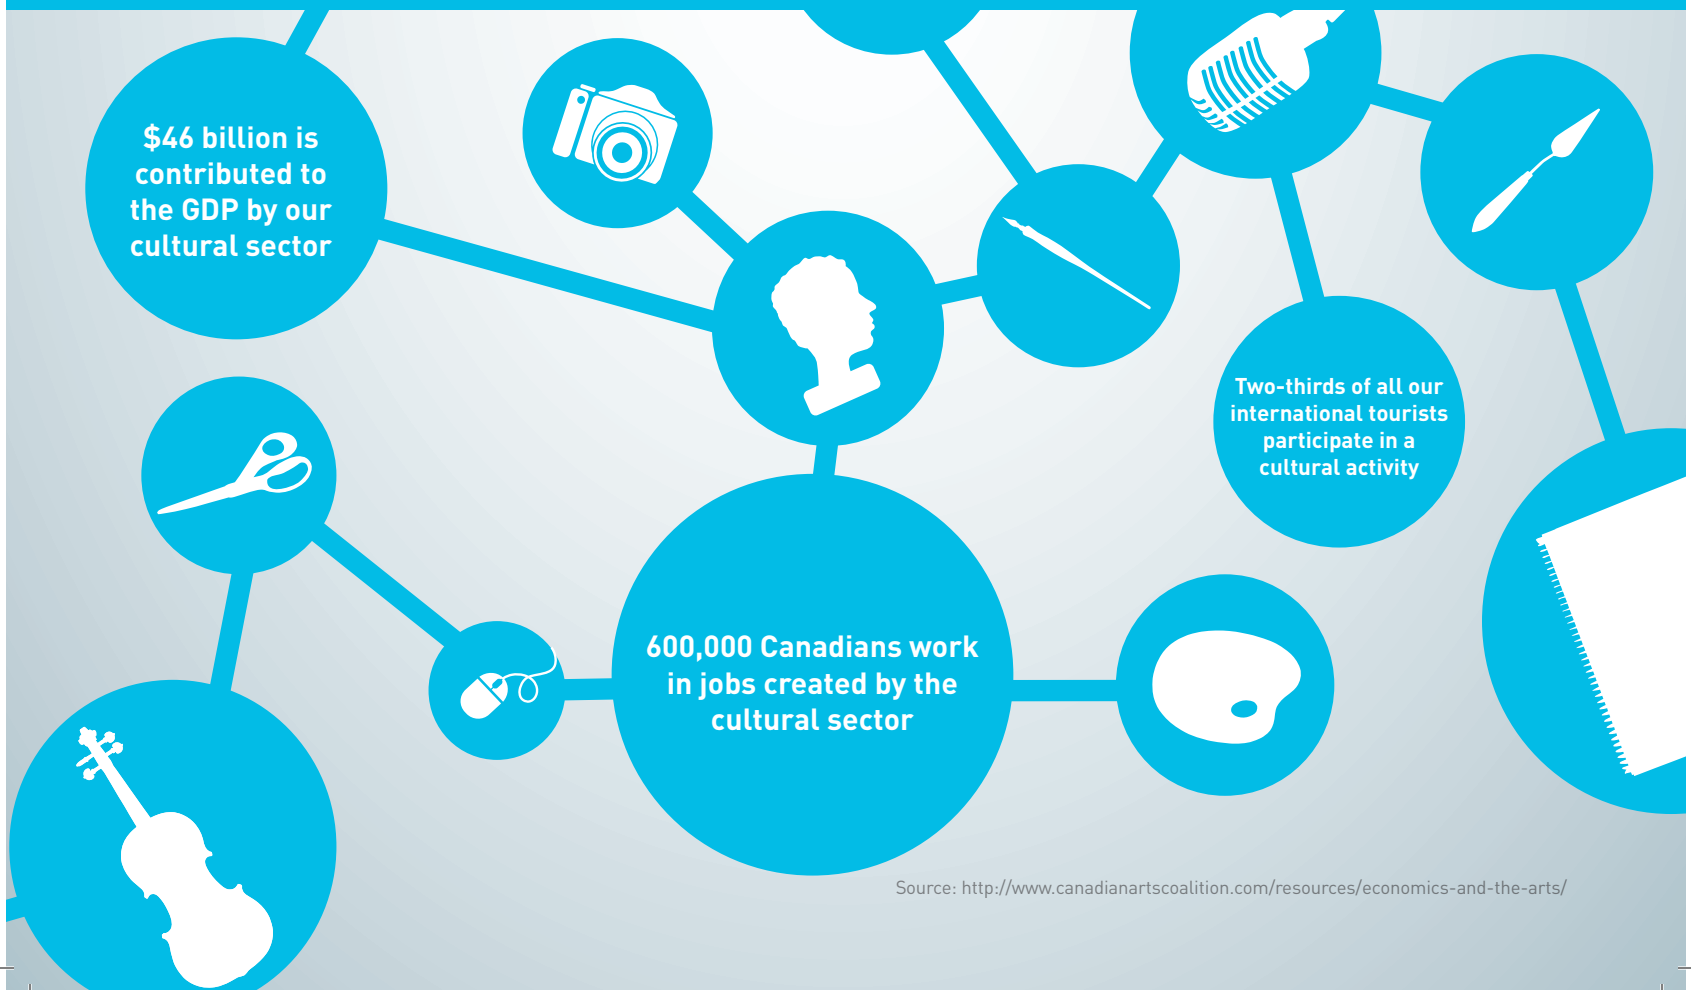 $46 billion is
contributed to
the GDP by our
cultural sector
Two-thirds of all our
international tourists
participate in a
cultural activity
600,000 Canadians work
in jobs created by the
cultural sector
Source: http://www.canadianartscoalition.com/resources/economics-and-the-arts/